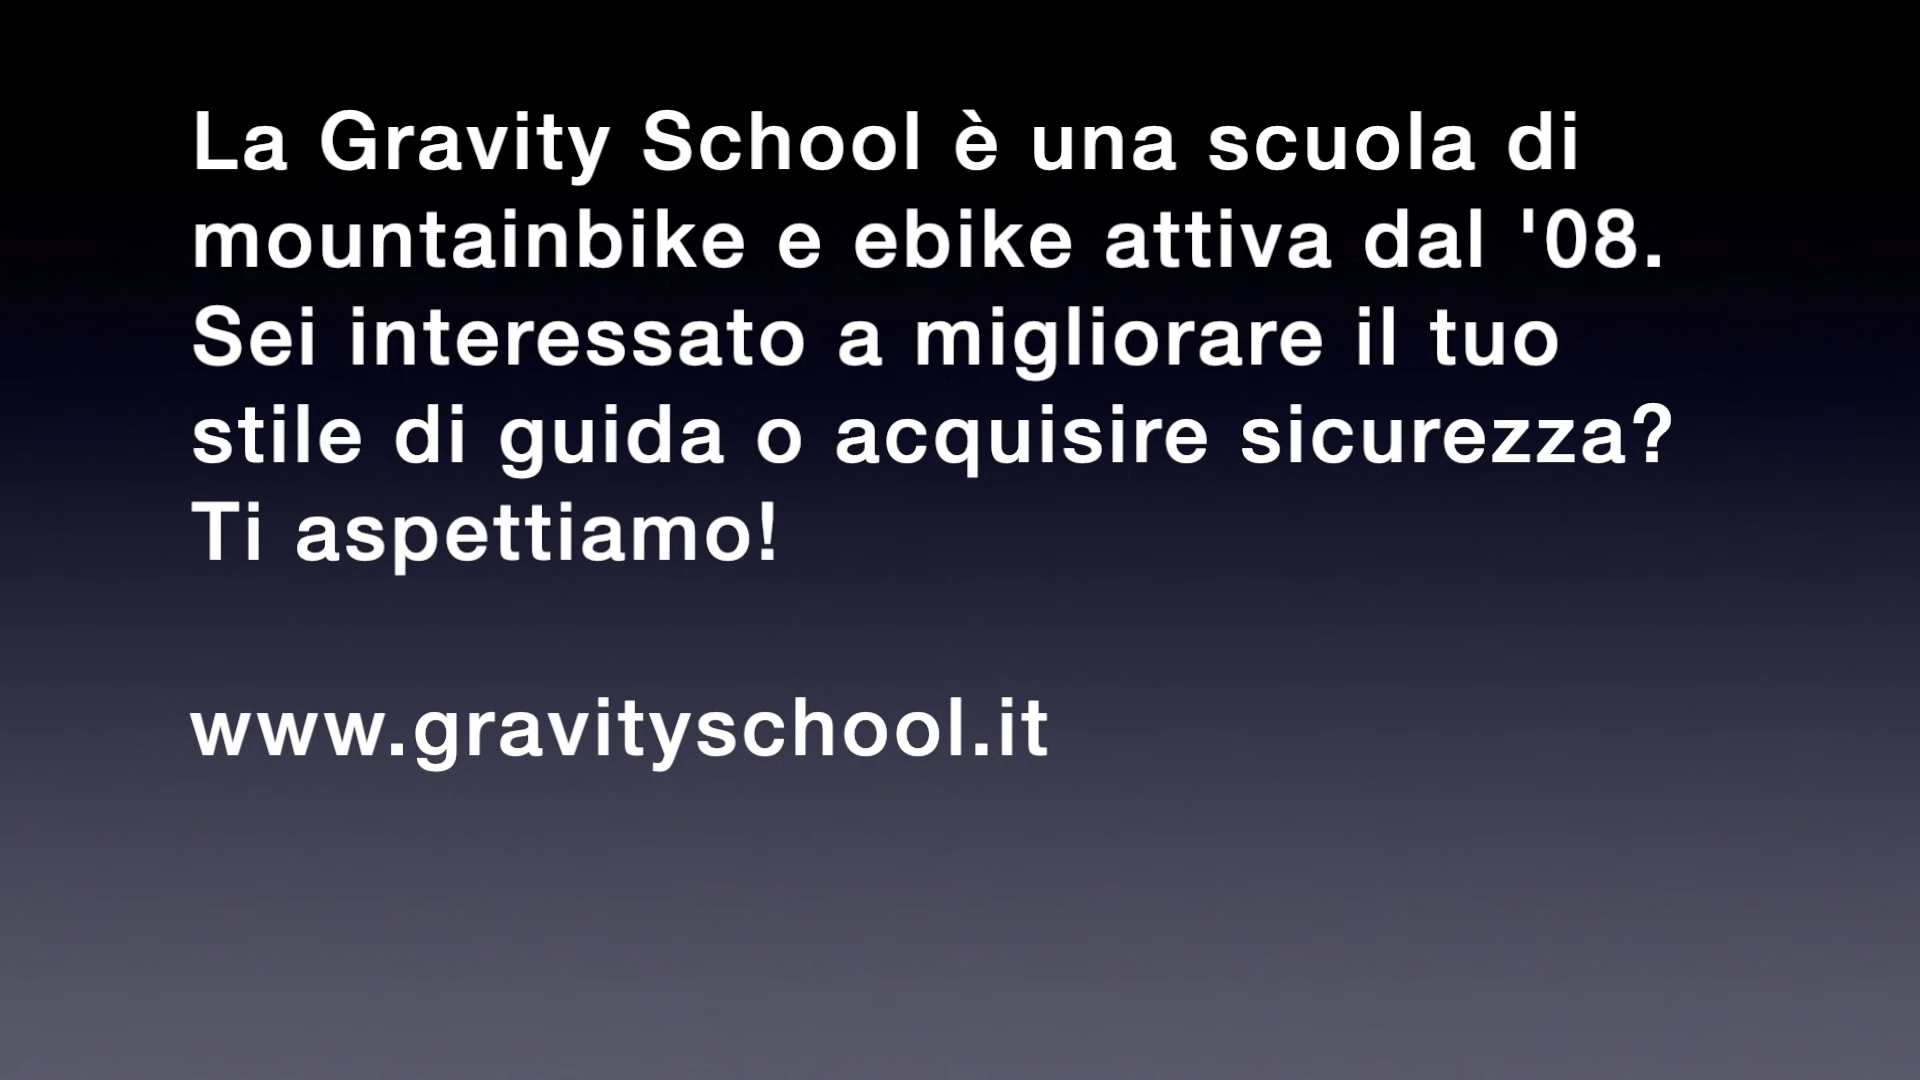 La Gravity School è una scuola di
mountainbike e ebike attiva dal '08.
Sei interessato a migliorare il tuo
stile di guida o acquisire sicurezza?
Ti aspettiamo!
www.gravityschool.it